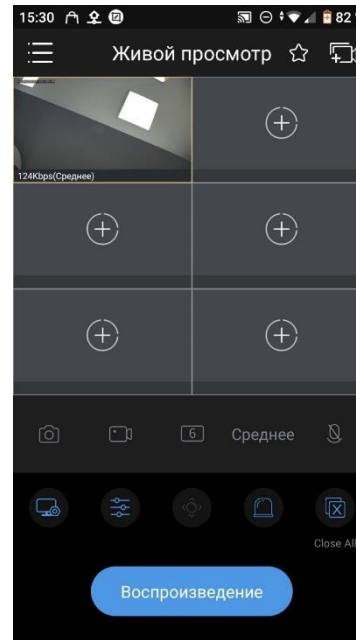 15:30
82
Живой просмотр
124Kbps(Среднее)
6
Среднее
Close All
Воспроизведение